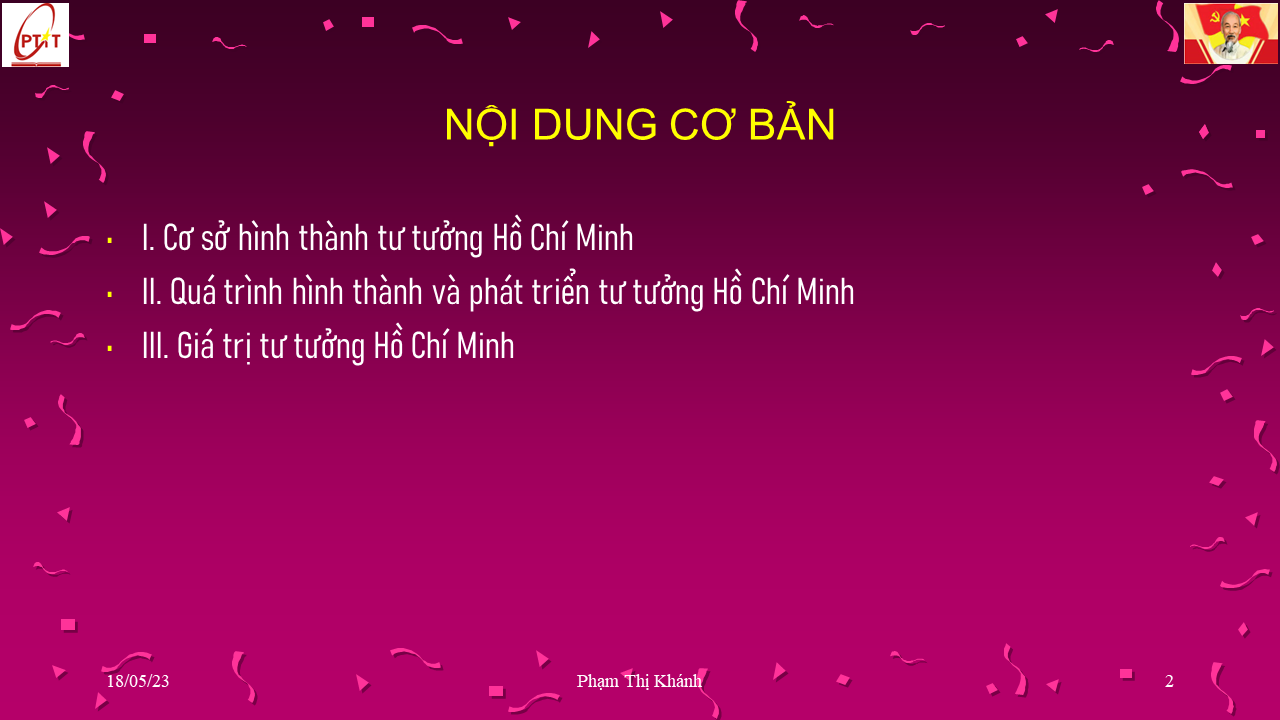 PTIT
NỘI DUNG CƠ BẢN
▪ I. Cơ sở hình thành tư tưởng Hồ Chí Minh
▪ II. Quá trình hình thành và phát triển tư tưởng Hồ Chí Minh
▪ III. Giá trị tư tưởng Hồ Chí Minh
18/05/23
Phạm Thị Khánh
2